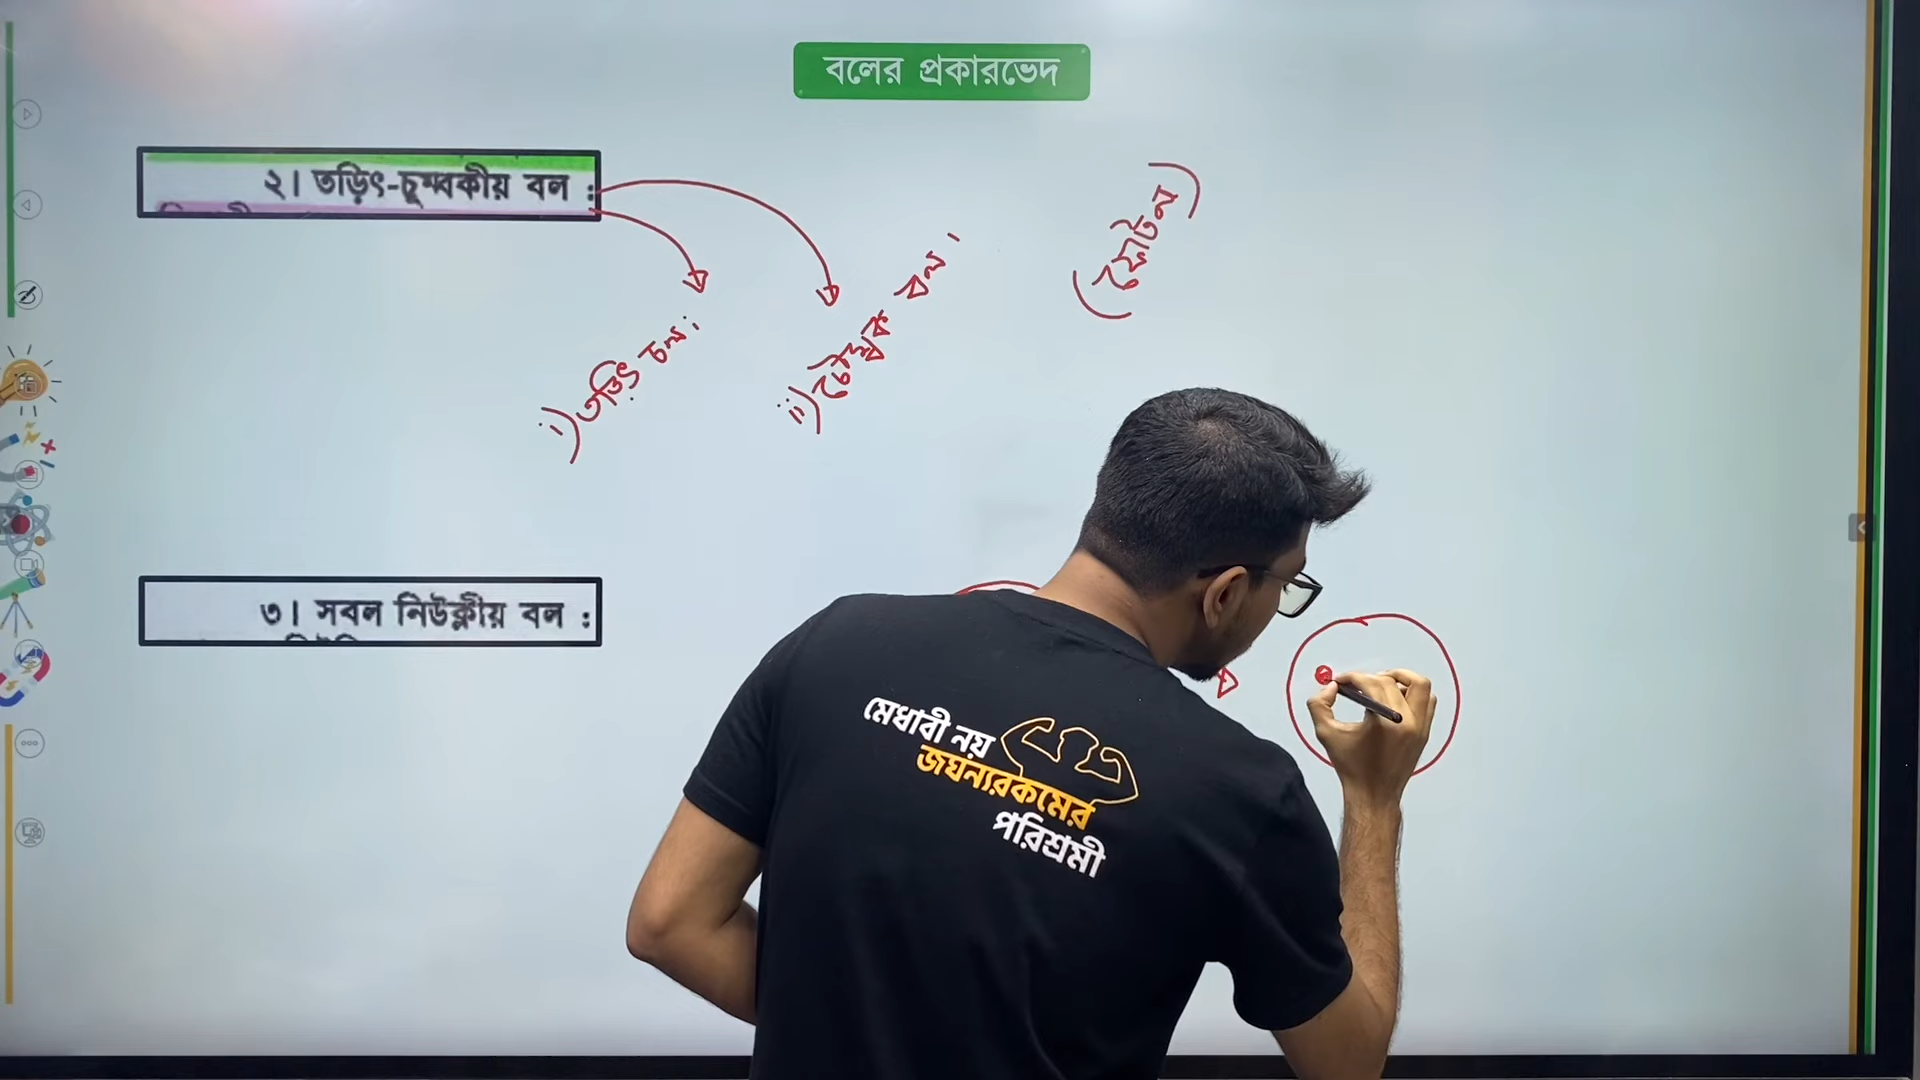 বলের প্রকারভেদ
২। তড়িৎ-চুম্বকীয় বল :
i) তড়িৎ চল।
ii) চৌম্বক বল।
(ফোটন)
৩। সবল নিউক্লীয় বল :
মেধাবী নয়
জঘন্যরকমের
পরিশ্রমী